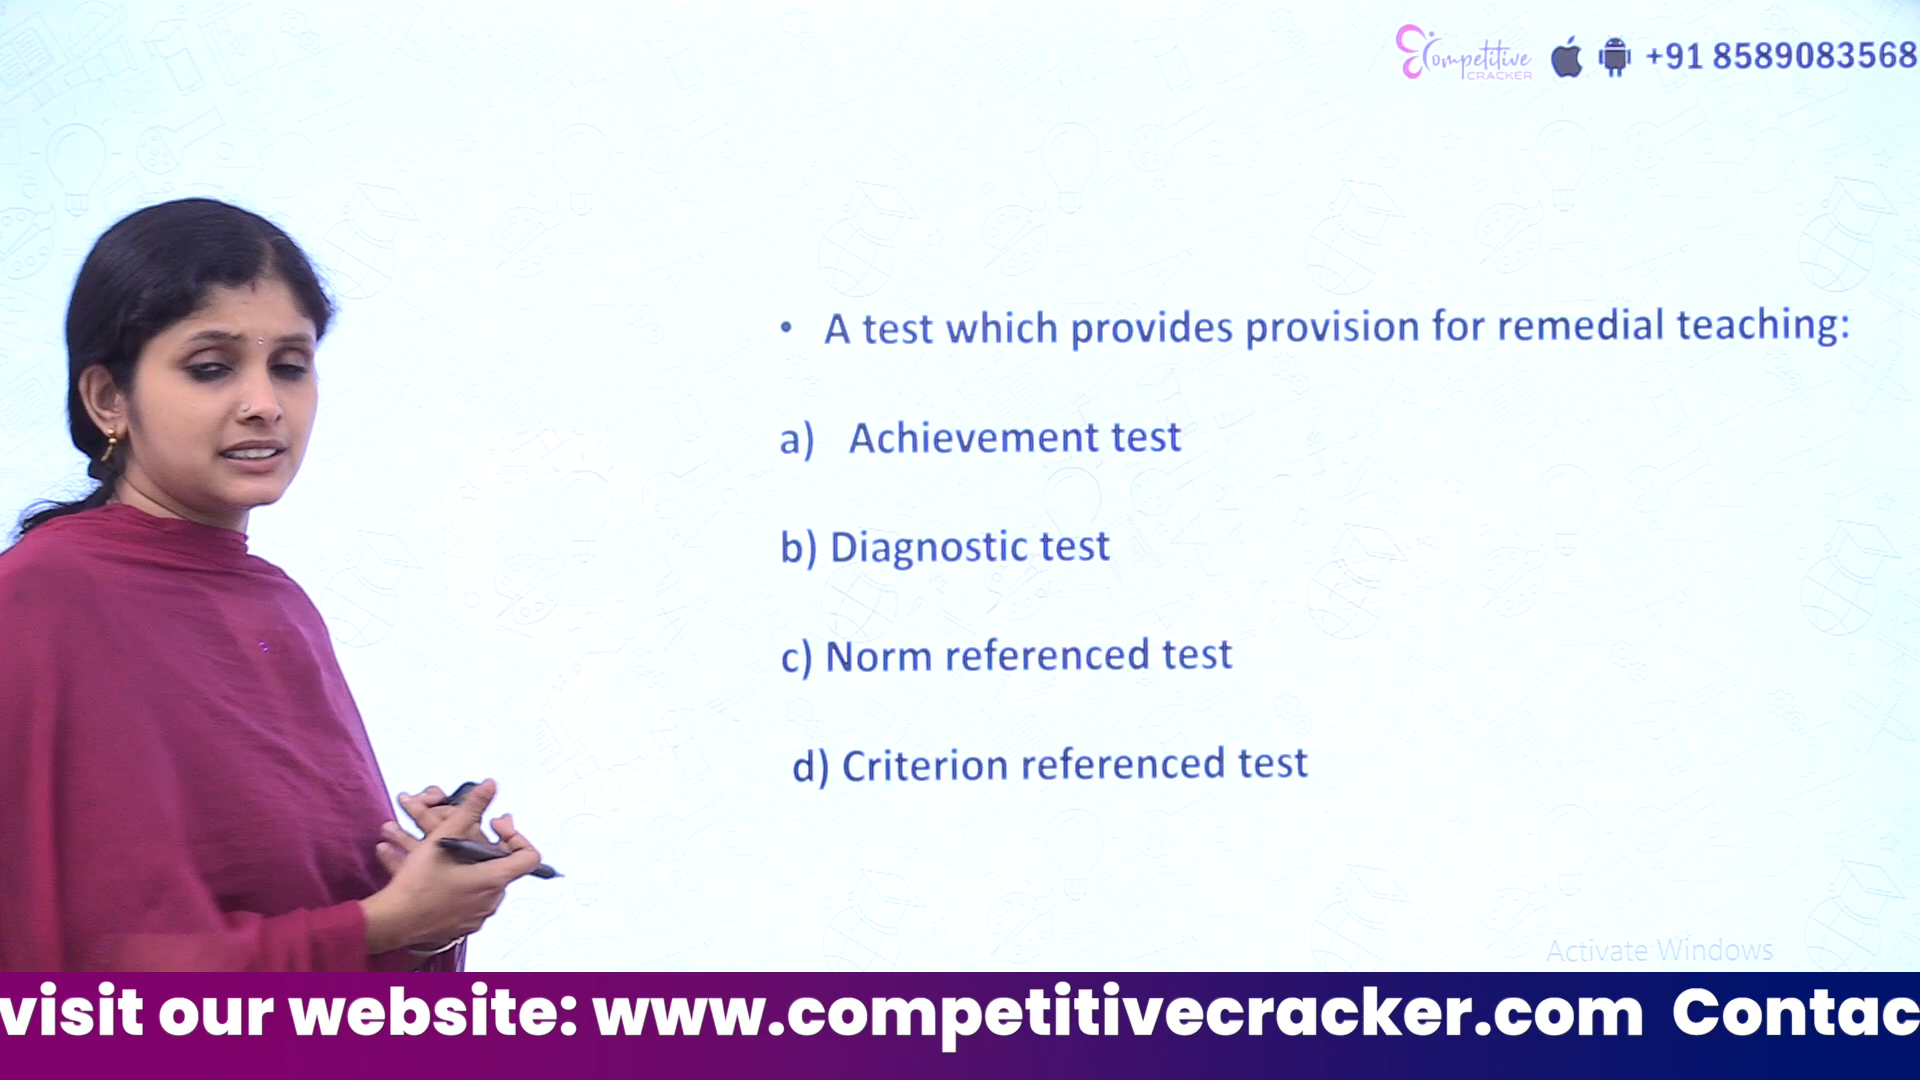 Competitive
CRACKER
+91 8589083568
• A test which provides provision for remedial teaching:
a) Achievement test
b) Diagnostic test
c) Norm referenced test
d) Criterion referenced test
Activate Windows
visit our website: www.competitivecracker.com Contac